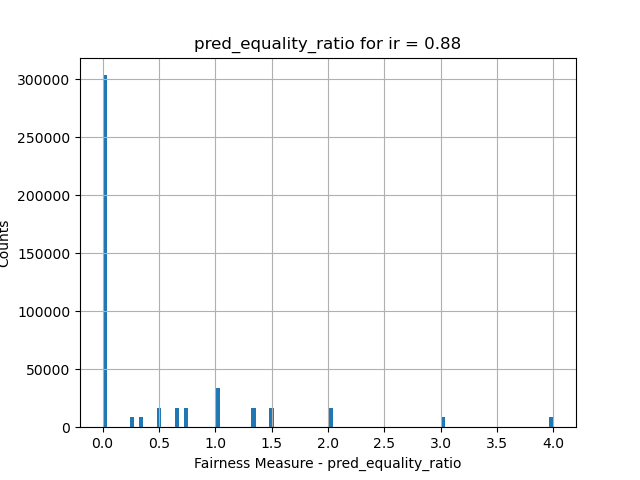 pred_equality_ratio for ir = 0.88
300000
250000
200000
150000
100000
50000
0
Counts
0.0 0.5 1.0 1.5 2.0 2.5 3.0 3.5 4.0
Fairness Measure - pred_equality_ratio